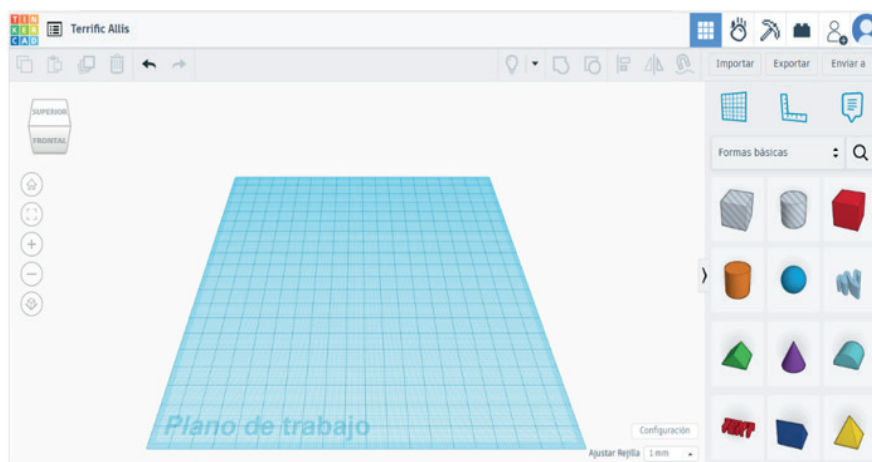 TIN
KER
CAD
Terrific Allis
Importar
Exportar
Enviar a
SUPERIOR
FRONTAL
Formas básicas
TEXT
Plano de trabajo
Configuración
Ajustar Rejilla
1 mm